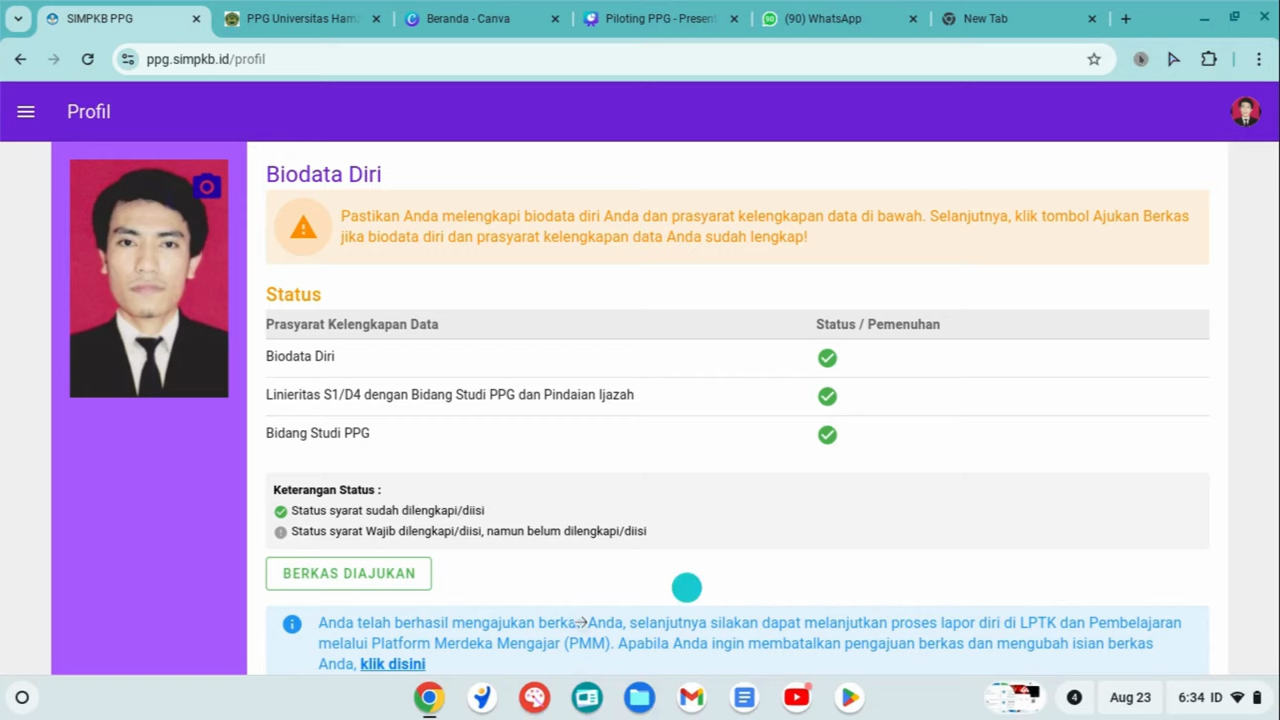 SIMPKB PPG
PPG Universitas Ham
Beranda - Canva
Piloting PPG - Present
(90) WhatsApp
New Tab
ppg.simpkb.id/profil
Profil
Biodata Diri
Pastikan Anda melengkapi biodata diri Anda dan prasyarat kelengkapan data di bawah. Selanjutnya, klik tombol Ajukan Berkas
jika biodata diri dan prasyarat kelengkapan data Anda sudah lengkap!
Status
Prasyarat Kelengkapan Data
Status / Pemenuhan
Biodata Diri
Linieritas S1/D4 dengan Bidang Studi PPG dan Pindaian Ijazah
Bidang Studi PPG
Keterangan Status :
Status syarat sudah dilengkapi/diisi
Status syarat Wajib dilengkapi/diisi, namun belum dilengkapi/diisi
BERKAS DIAJUKAN
Anda telah berhasil mengajukan berkas Anda, selanjutnya silakan dapat melanjutkan proses lapor diri di LPTK dan Pembelajaran
melalui Platform Merdeka Mengajar (PMM). Apabila Anda ingin membatalkan pengajuan berkas dan mengubah isian berkas
Anda, klik disini
4
Aug 23
6:34 ID